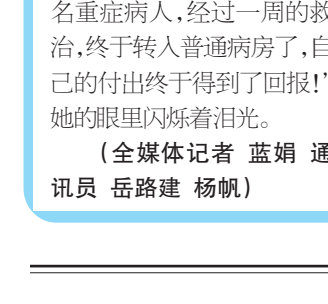 名重症病人,经过一周的救
治,终于转入普通病房了,自
己的付出终于得到了回报!'
她的眼里闪烁着泪光。
(全媒体记者 蓝娟 通
讯员 岳路建 杨帆)